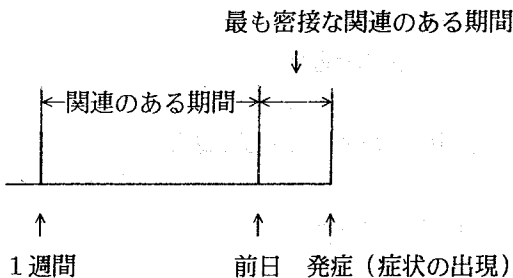 最も密接な関連のある期間
関連のある期間
1週間
前日
発症（症状の出現）